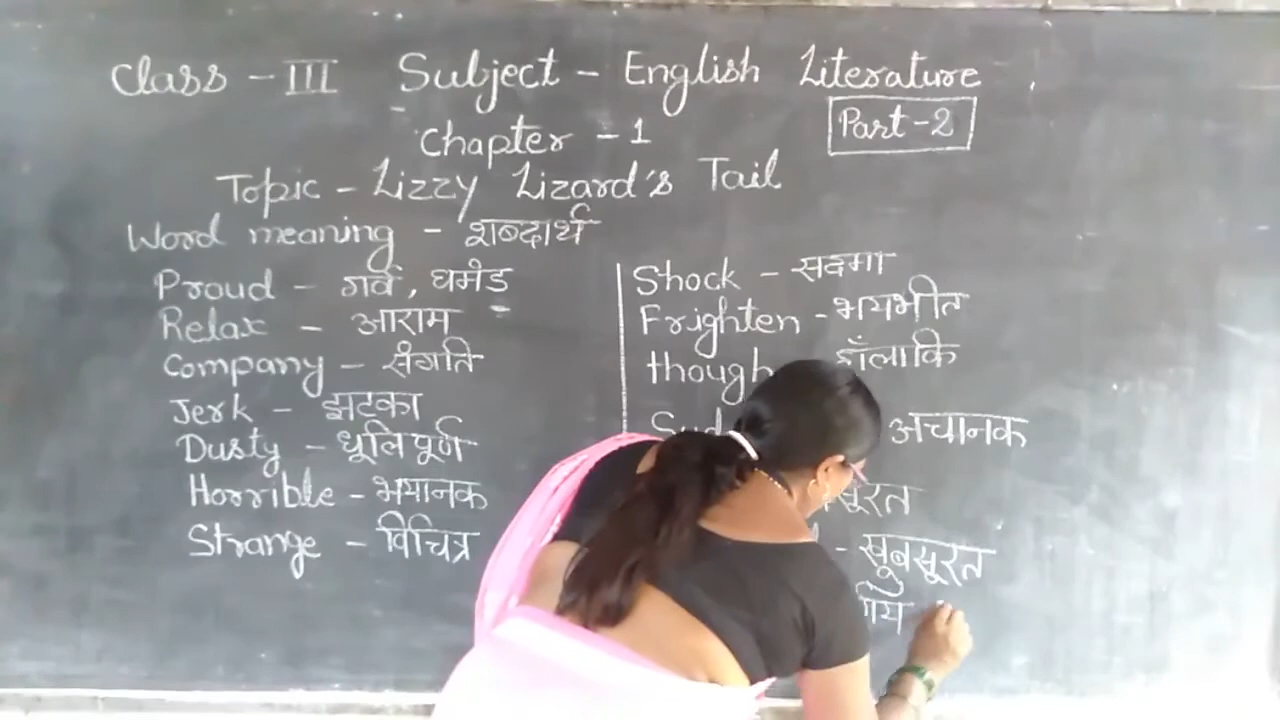 Class - III Subject - English Literature
Part-2
Chapter - 1
Topic - Lizzy Lizard's Tail
Word meaning - शब्दार्थ
Proud - गर्व, घमंड
Relax - आराम
Company - संगति
Jerk - झटका
Dusty - धूलिपूर्ण
Horrible - भयानक
Strange - विचित्र
Shock - सदमा
Frighten - भयभीत
though
अचानक
- खूबसूरत